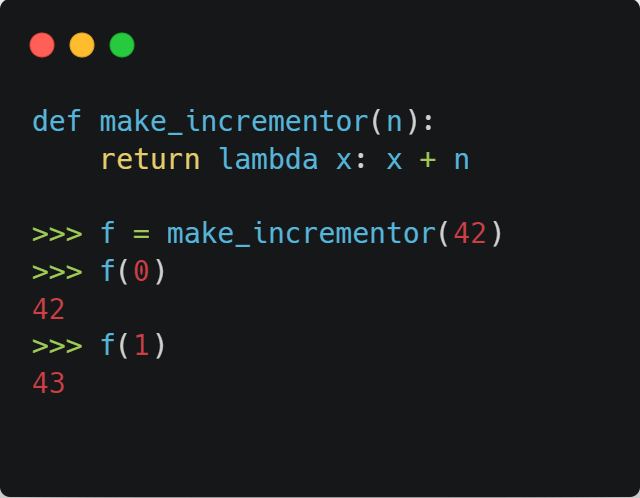 def make_incrementor(n):
    return lambda x: x + n

>>> f = make_incrementor(42)
>>> f(0)
42
>>> f(1)
43